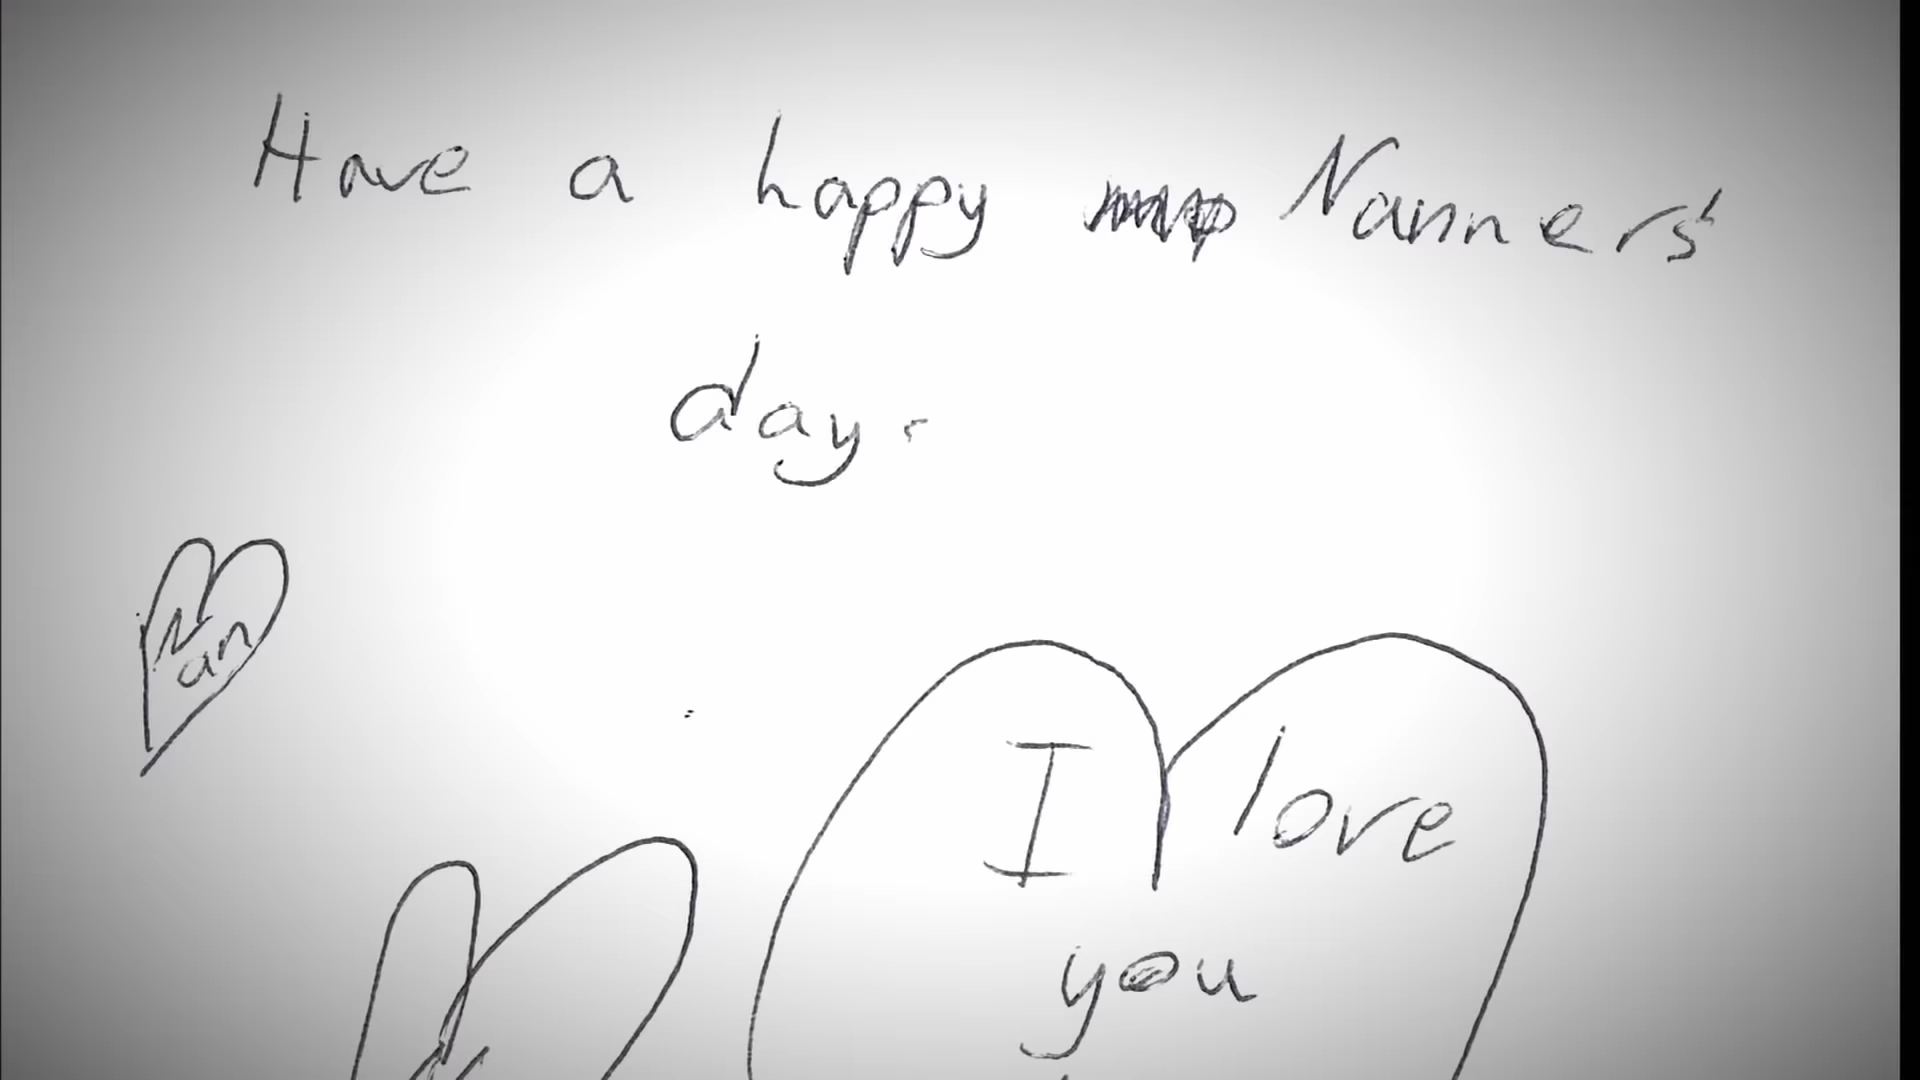 Have a happy Nanners'
day.
Nan
I love
you